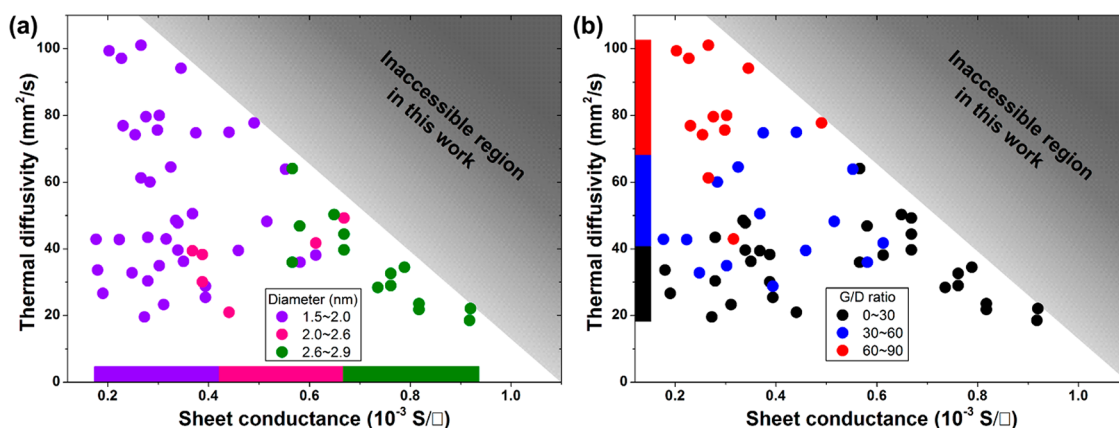 (a)
Thermal diffusivity (mm²/s)
100
80
60
40
20
0
Inaccessible region
in this work
Diameter (nm)
1.5~2.0
2.0~2.6
2.6~2.9
0.2
0.4
0.6
0.8
1.0
Sheet conductance (10⁻³ S/□)
(b)
Thermal diffusivity (mm²/s)
100
80
60
40
20
0
Inaccessible region
in this work
G/D ratio
0~30
30~60
60~90
0.2
0.4
0.6
0.8
1.0
Sheet conductance (10⁻³ S/□)